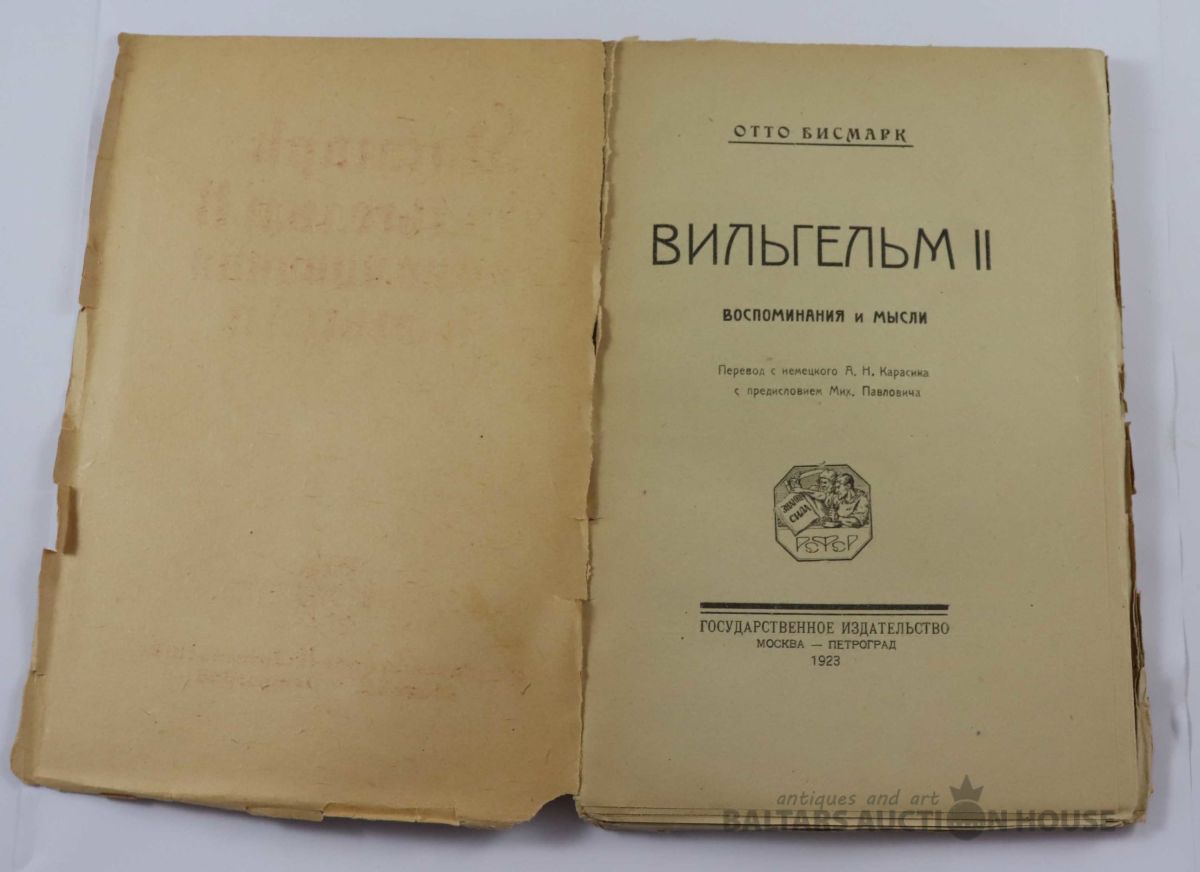 ОТТО БИСМАРК
ВИЛЬГЕЛЬМ II
ВОСПОМИНАНИЯ и МЫСЛИ
Перевод с немецкого А. Н. Карасика
с предисловием Мих. Павловича
ЗНАНИЕ
СИЛА
РСФСР
ГОСУДАРСТВЕННОЕ ИЗДАТЕЛЬСТВО
МОСКВА — ПЕТРОГРАД
1923
antiques and art
BALTARS AUCTION HOUSE